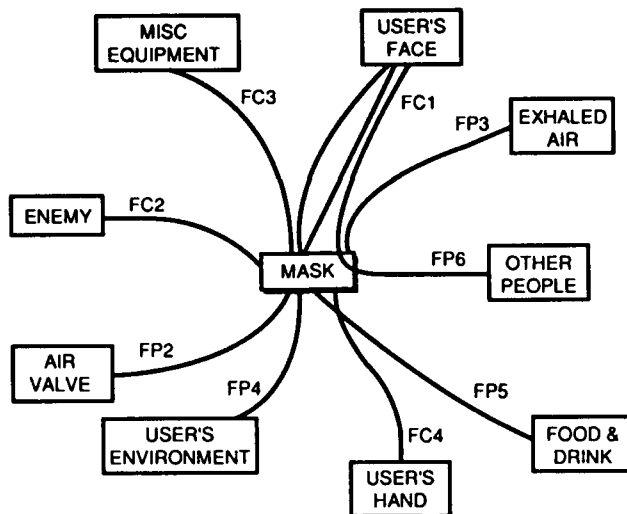 MISC
EQUIPMENT
USER'S
FACE
FC3
FC1
FP3
EXHALED
AIR
ENEMY
FC2
MASK
FP6
OTHER
PEOPLE
AIR
VALVE
FP2
FP4
FP5
USER'S
ENVIRONMENT
FC4
USER'S
HAND
FOOD &
DRINK